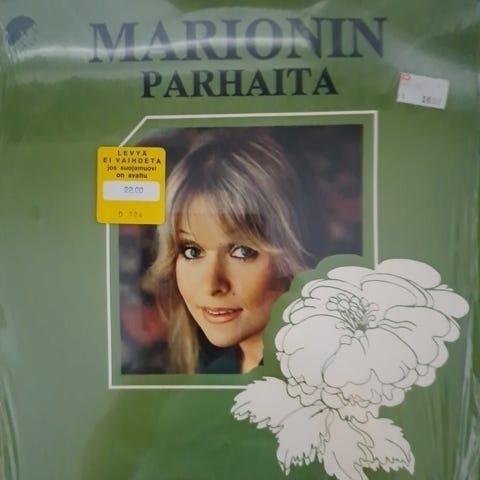 MARIONIN
PARHAITA
LEVYÄ
EI VAIHDETA
jos suojamuovi
on avattu
22.00